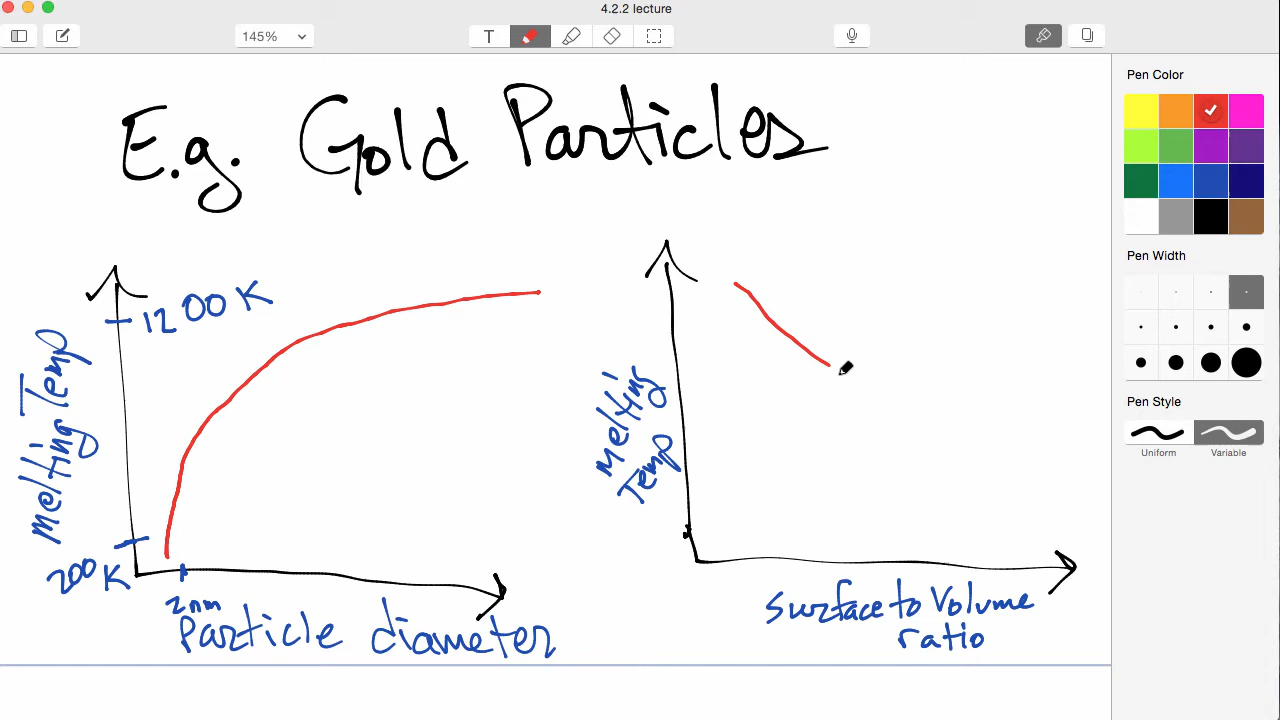 4.2.2 lecture
145%
T
E.g. Gold Particles
Melting Temp
1200 K
200 K
2nm
Particle diameter
Melting
Temp
Surface to Volume
ratio
Pen Color
Pen Width
Pen Style
Uniform
Variable